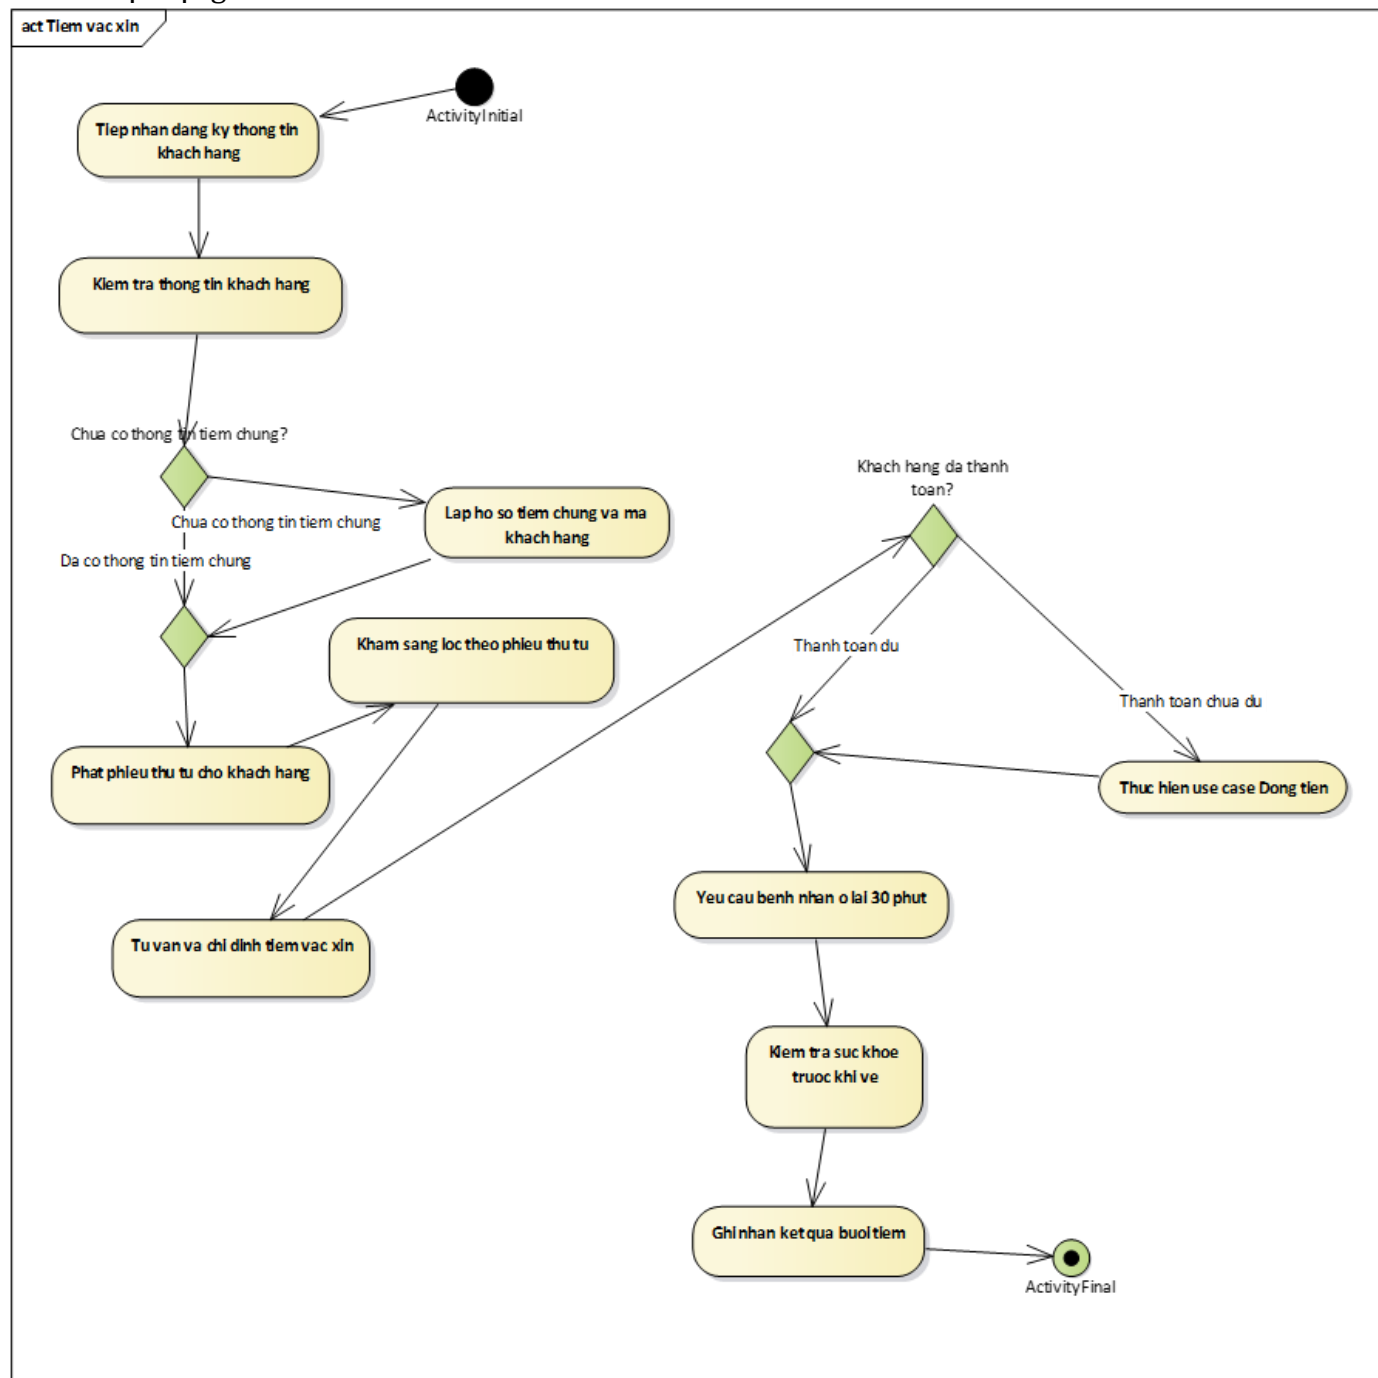 act Tiem vac xin
ActivityInitial
Tiep nhan dang ky thong tin
khach hang
Kiem tra thong tin khach hang
Chua co thong tin tiem chung?
Chua co thong tin tiem chung
Da co thong tin tiem chung
Lap ho so tiem chung va ma
khach hang
Kham sang loc theo phieu thu tu
Phat phieu thu tu cho khach hang
Tu van va chi dinh tiem vac xin
Khach hang da thanh
toan?
Thanh toan du
Thanh toan chua du
Thuc hien use case Dong tien
Yeu cau benh nhan o lai 30 phut
Kiem tra suc khoe
truoc khi ve
Ghi nhan ket qua buoi tiem
ActivityFinal